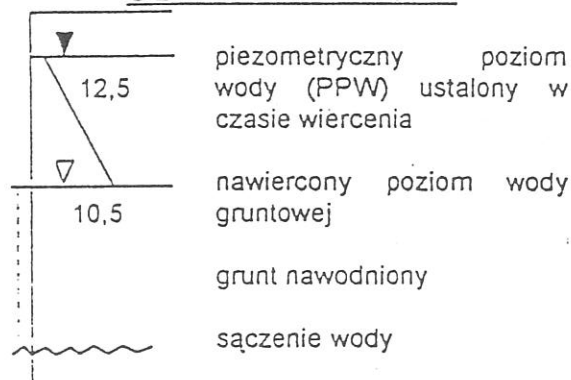 piezometryczny poziom
12,5 wody (PPW) ustalony w
czasie wiercenia
nawiercony poziom wody
10,5 gruntowej
grunt nawodniony
sączenie wody